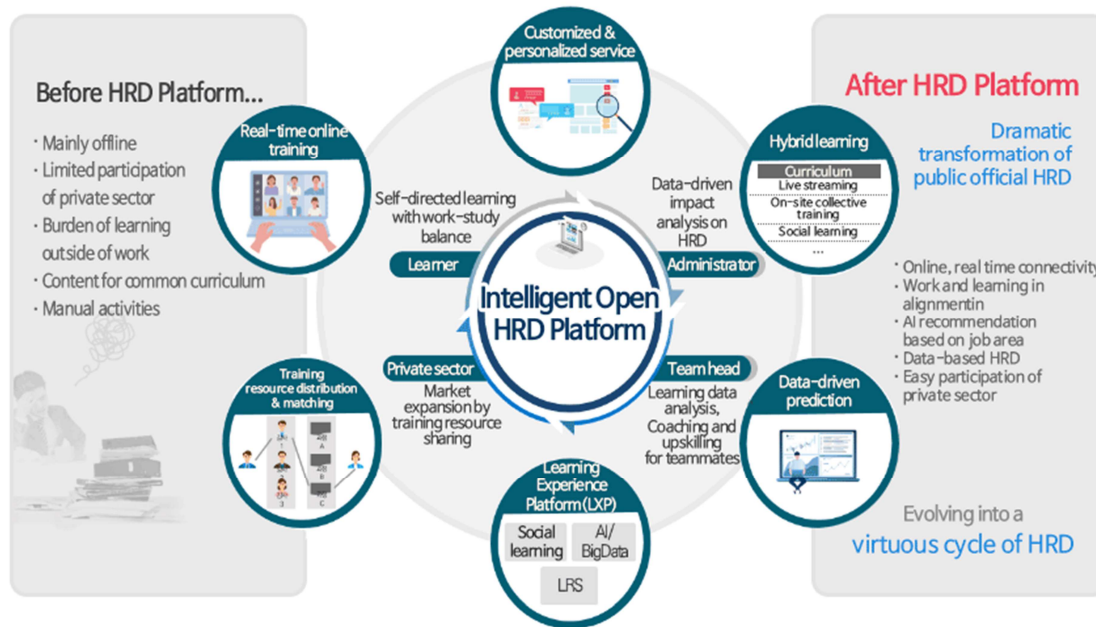 Before HRD Platform...
· Mainly offline
· Limited participation
of private sector
· Burden of learning
outside of work
· Content for common curriculum
· Manual activities
Customized &
personalized service
Real-time online
training
Hybrid learning
Curriculum
Live streaming
On-site collective
training
Social learning
...
Self-directed learning
with work-study
balance
Learner
Data-driven
impact
analysis on
HRD
Administrator
Intelligent Open
HRD Platform
Private sector
Market
expansion by
training resource
sharing
Team head
Learning data
analysis,
Coaching and
upskilling
for teammates
Training
resource distribution
& matching
1
A
B
3
C
Data-driven
prediction
Learning
Experience
Platform(LXP)
Social
learning
AI/
BigData
LRS
After HRD Platform
Dramatic
transformation of
public official HRD
· Online, real time connectivity
· Work and learning in
alignmentin
· AI recommendation
based on job area
· Data-based HRD
· Easy participation of
private sector
Evolving into a
virtuous cycle of HRD